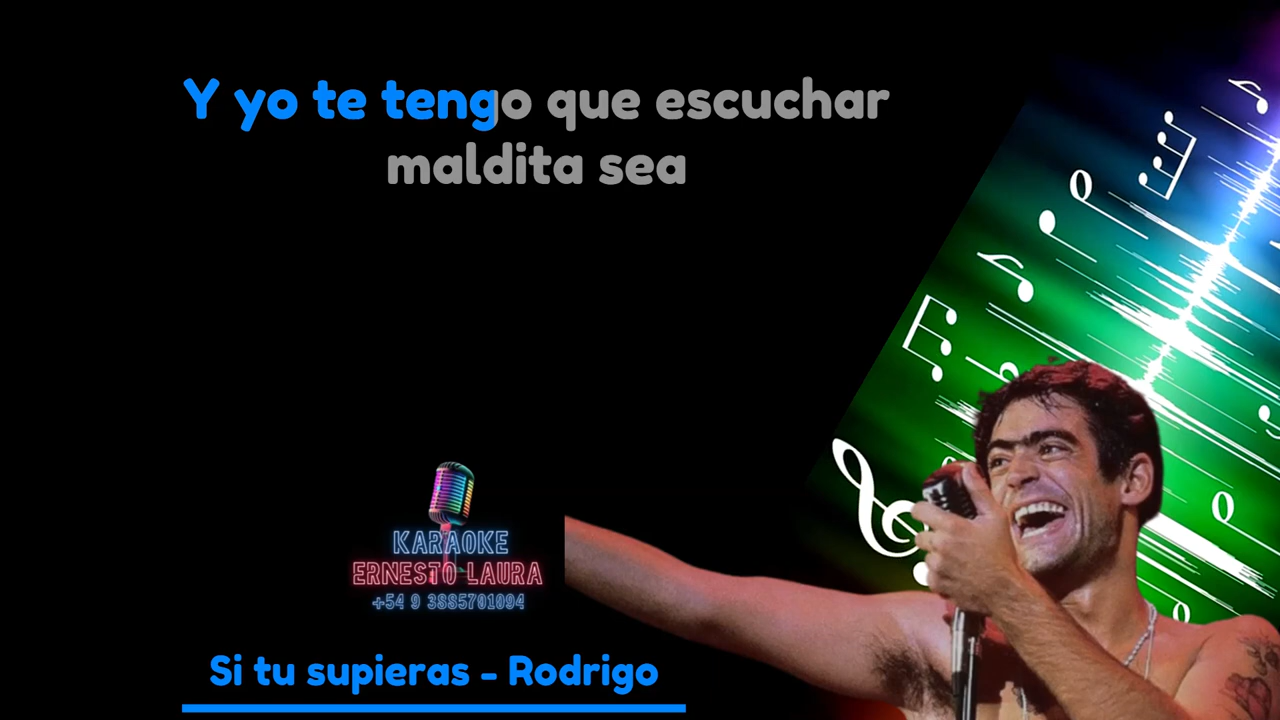 Y yo te tengo que escuchar
maldita sea
KARAOKE
ERNESTO LAURA
+54 9 3885701094
Si tu supieras - Rodrigo